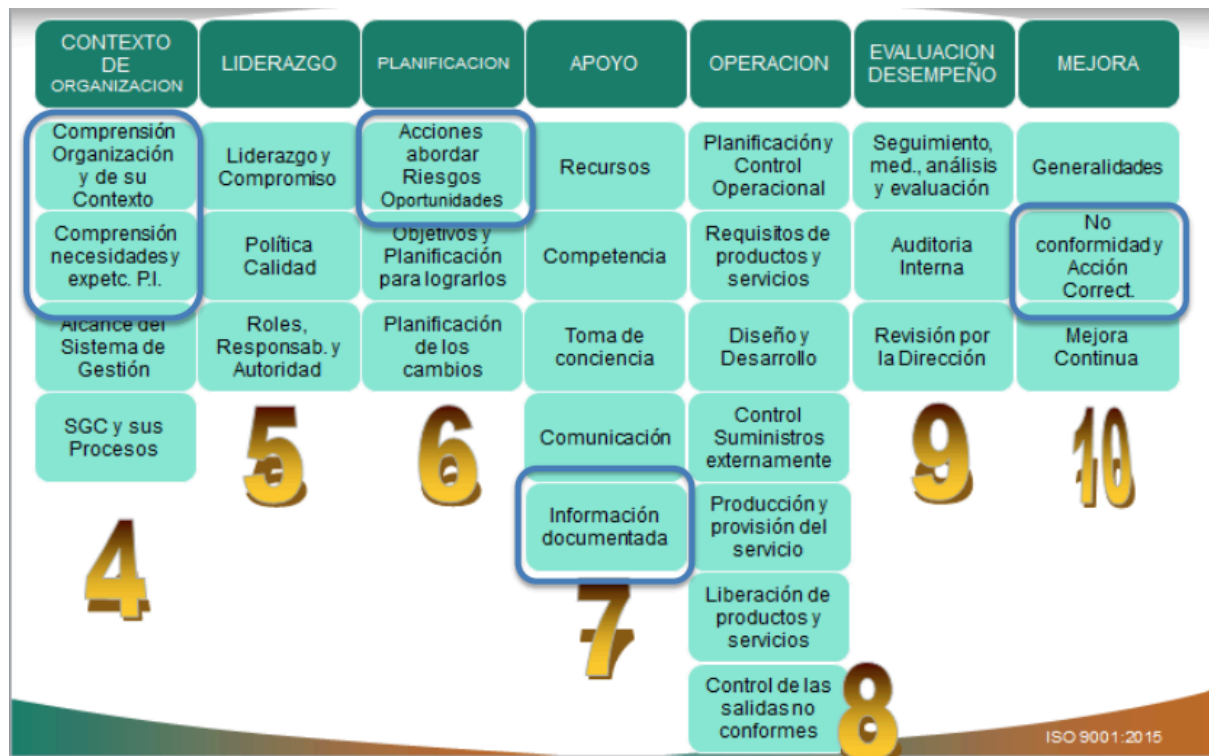 CONTEXTO
DE
ORGANIZACION
LIDERAZGO
PLANIFICACION
APOYO
OPERACION
EVALUACION
DESEMPEÑO
MEJORA
Comprensión
Organización
y de su
Contexto
Comprensión
necesidades y
expetc. P.I.
Alcance del
Sistema de
Gestión
SGC y sus
Procesos
4
Liderazgo y
Compromiso
Política
Calidad
Roles,
Responsab. y
Autoridad
5
Acciones
abordar
Riesgos
Oportunidades
Objetivos y
Planificación
para lograrlos
Planificación
de los
cambios
6
Recursos
Competencia
Toma de
conciencia
Comunicación
Información
documentada
7
Planificación y
Control
Operacional
Requisitos de
productos y
servicios
Diseño y
Desarrollo
Control
Suministros
externamente
Producción y
provisión del
servicio
Liberación de
productos y
servicios
Control de las
salidas no
conformes
8
Seguimiento,
med., análisis
y evaluación
Auditoria
Interna
Revisión por
la Dirección
9
Generalidades
No
conformidad y
Acción
Correct.
Mejora
Continua
10
ISO 9001:2015